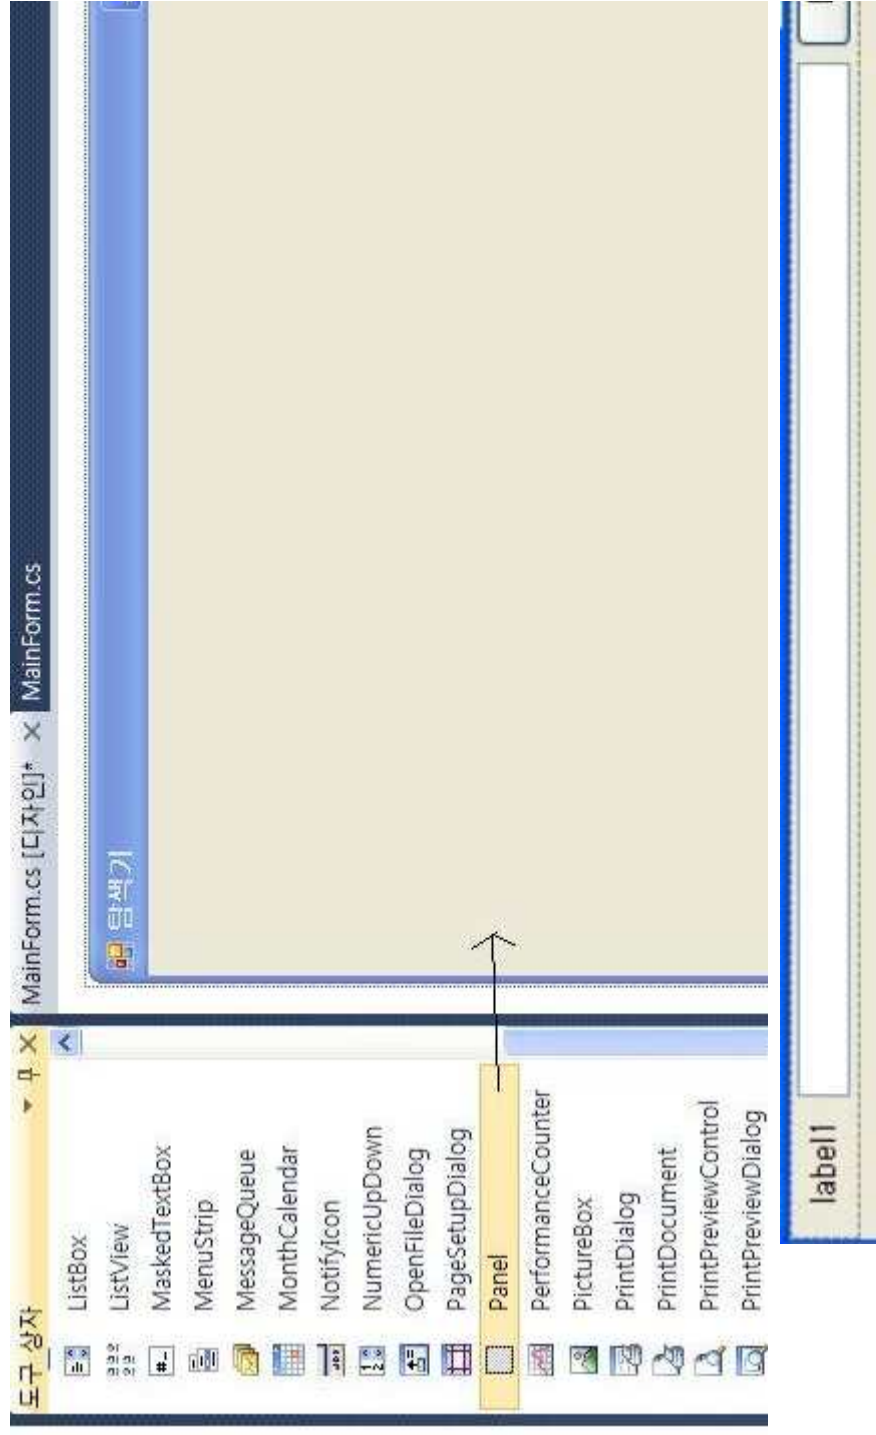 도구 상자
ListBox
ListView
MaskedTextBox
MenuStrip
MessageQueue
MonthCalendar
NotifyIcon
NumericUpDown
OpenFileDialog
PageSetupDialog
Panel
PerformanceCounter
PictureBox
PrintDialog
PrintDocument
PrintPreviewControl
PrintPreviewDialog
MainForm.cs [디자인]* MainForm.cs
탐색기
label1